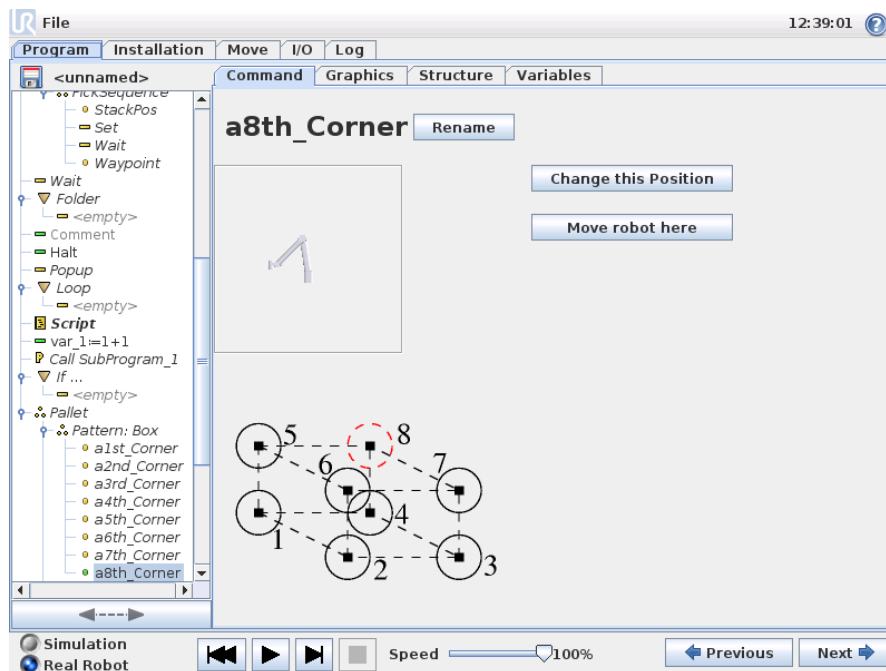 UR File 12:39:01 ?
Program Installation Move I/O Log
<unnamed> Command Graphics Structure Variables
PickSequence
StackPos
Set
Wait
Waypoint
Wait
Folder
<empty>
Comment
Halt
Popup
Loop
<empty>
Script
var_1:=1+1
P Call SubProgram_1
If ...
<empty>
Pallet
Pattern: Box
a1st_Corner
a2nd_Corner
a3rd_Corner
a4th_Corner
a5th_Corner
a6th_Corner
a7th_Corner
a8th_Corner
a8th_Corner Rename
Change this Position
Move robot here
5 8
6 7
1 4
2 3
Simulation
Real Robot
Speed 100% Previous Next